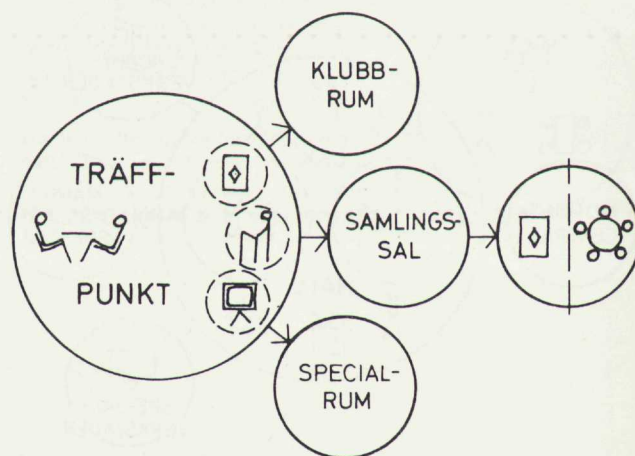 KLUBB-
RUM
TRÄFF-
PUNKT
SAMLINGS-
SAL
SPECIAL-
RUM